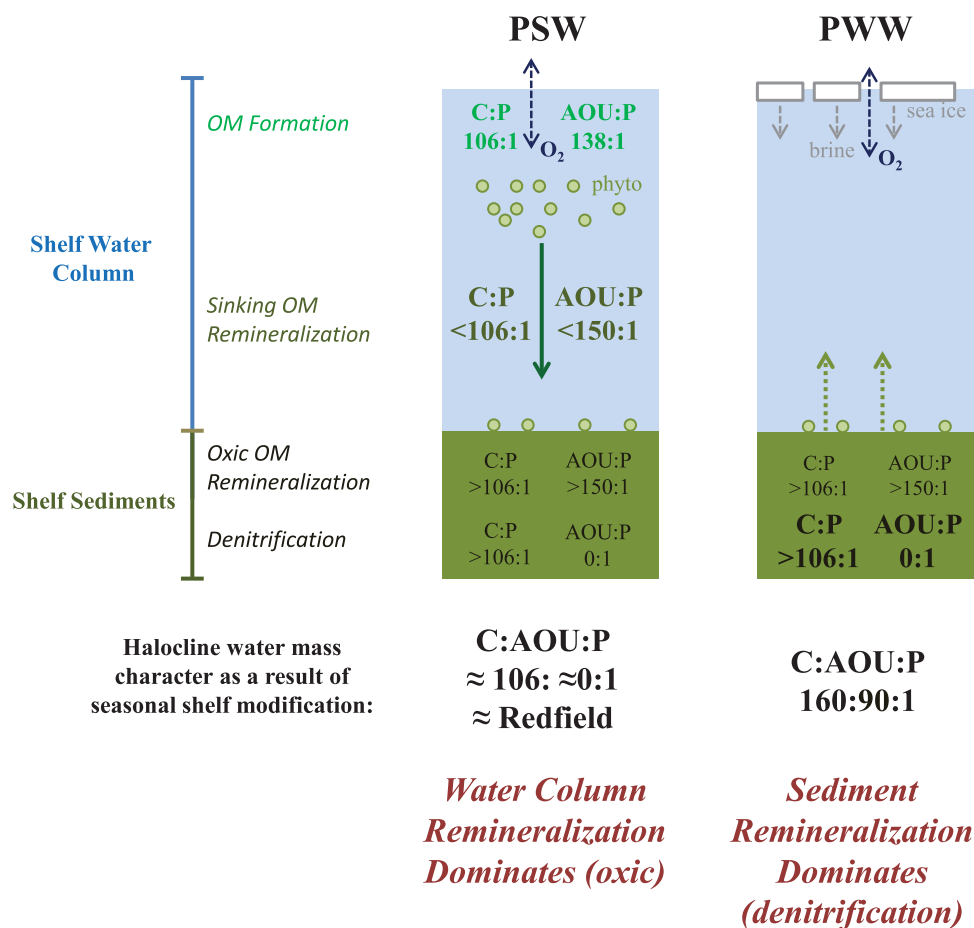 PSW
PWW
OM Formation
C:P
106:1
AOU:P
138:1
O2
phyto
sea ice
brine
O2
Shelf Water
Column
Sinking OM
Remineralization
C:P
<106:1
AOU:P
<150:1
Shelf Sediments
Oxic OM
Remineralization
C:P
>106:1
AOU:P
>150:1
C:P
>106:1
AOU:P
>150:1
Denitrification
C:P
>106:1
AOU:P
0:1
C:P
>106:1
AOU:P
0:1
Halocline water mass
character as a result of
seasonal shelf modification:
C:AOU:P
≈ 106: ≈0:1
≈ Redfield
C:AOU:P
160:90:1
Water Column
Remineralization
Dominates (oxic)
Sediment
Remineralization
Dominates
(denitrification)